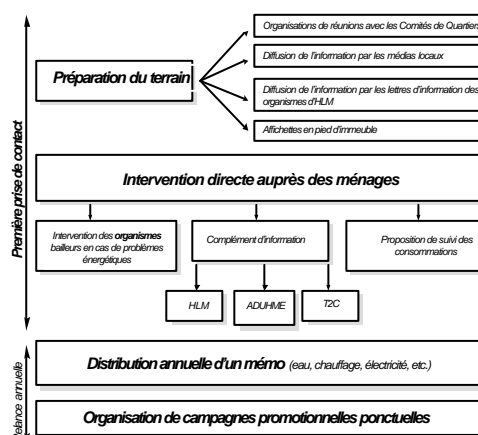 Organisations de réunions avec les Comités de Quartiers
Diffusion de l'information par les médias locaux
Préparation du terrain
Diffusion de l'information par les lettres d'information des
organismes d'HLM
Affichettes en pied d'immeuble
Première prise de contact
Intervention directe auprès des ménages
Intervention des organismes
bailleurs en cas de problèmes
énergétiques
Complément d'information
Proposition de suivi des
consommations
HLM
ADUHME
T2C
Relance annuelle
Distribution annuelle d'un mémo (eau, chauffage, électricité, etc.)
Organisation de campagnes promotionnelles ponctuelles